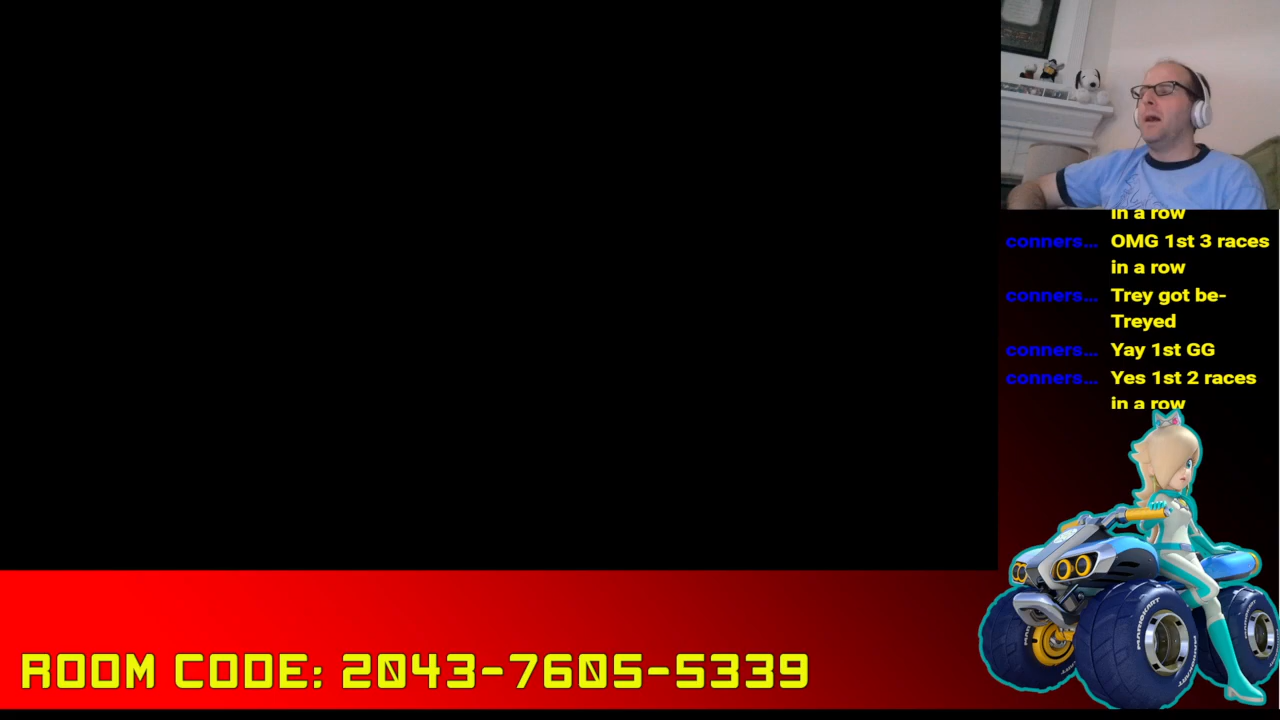 in a row
conners... OMG 1st 3 races
in a row
conners... Trey got be-
Treyed
conners... Yay 1st GG
conners... Yes 1st 2 races
in a row
MARIOKART
ROOM CODE: 2043-7605-5339